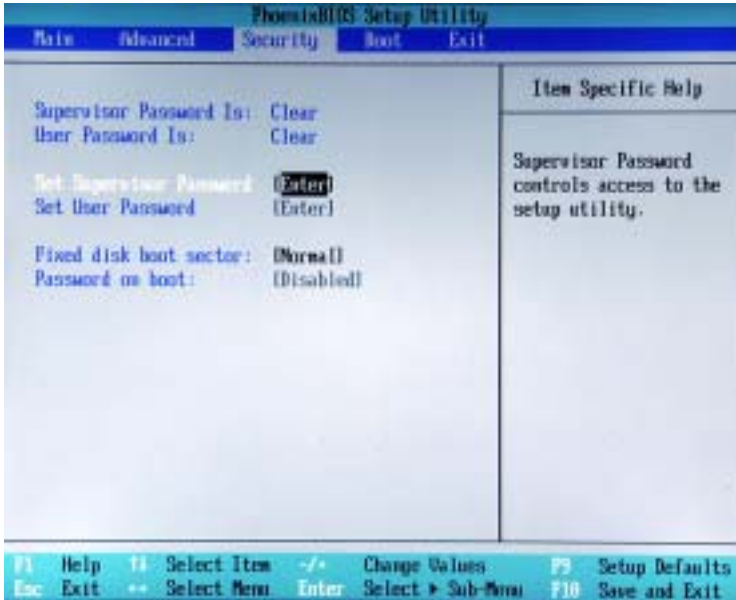 PhoenixBIOS Setup Utility
Main Advanced Security Boot Exit
Item Specific Help
Supervisor Password Is: Clear
User Password Is: Clear
Supervisor Password
controls access to the
setup utility.
Set Supervisor Password [Enter]
Set User Password [Enter]
Fixed disk boot sector: [Normal]
Password on boot: [Disabled]
F1 Help ↑↓ Select Item -/+ Change Values F9 Setup Defaults
Esc Exit ↔ Select Menu Enter Select ▶ Sub-Menu F10 Save and Exit